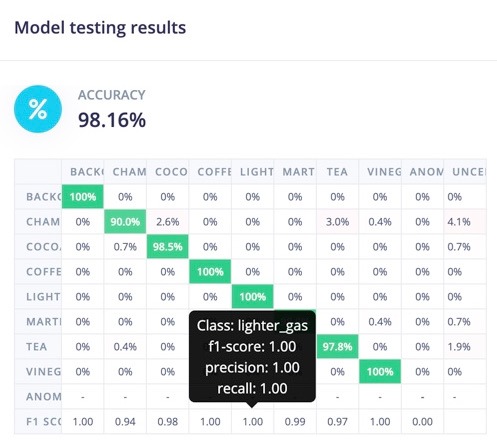 Model testing results
ACCURACY
%
98.16%
BACK CHAM COCO COFFE LIGHT MART TEA VINEG ANOM UNCE
BACK 100% 0% 0% 0% 0% 0% 0% 0% 0% 0%
CHAM 0% 90.0% 2.6% 0% 0% 0% 3.0% 0.4% 0% 4.1%
COCO 0% 0.7% 98.5% 0% 0% 0% 0% 0% 0% 0.7%
COFFE 0% 0% 0% 100% 0% 0% 0% 0% 0% 0%
LIGHT 0% 0% 0% 0% 100% 0% 0% 0% 0% 0%
MARTI 0% 0% 0% 0% 0.4% 0% 0.7%
TEA 0% 0.4% 0% 97.8% 0% 0% 1.9%
VINEG 0% 0% 0% 0% 100% 0% 0%
ANOM - - - - - - -
F1 SC 1.00 0.94 0.98 1.00 1.00 0.99 0.97 1.00 0.00
Class: lighter_gas
f1-score: 1.00
precision: 1.00
recall: 1.00